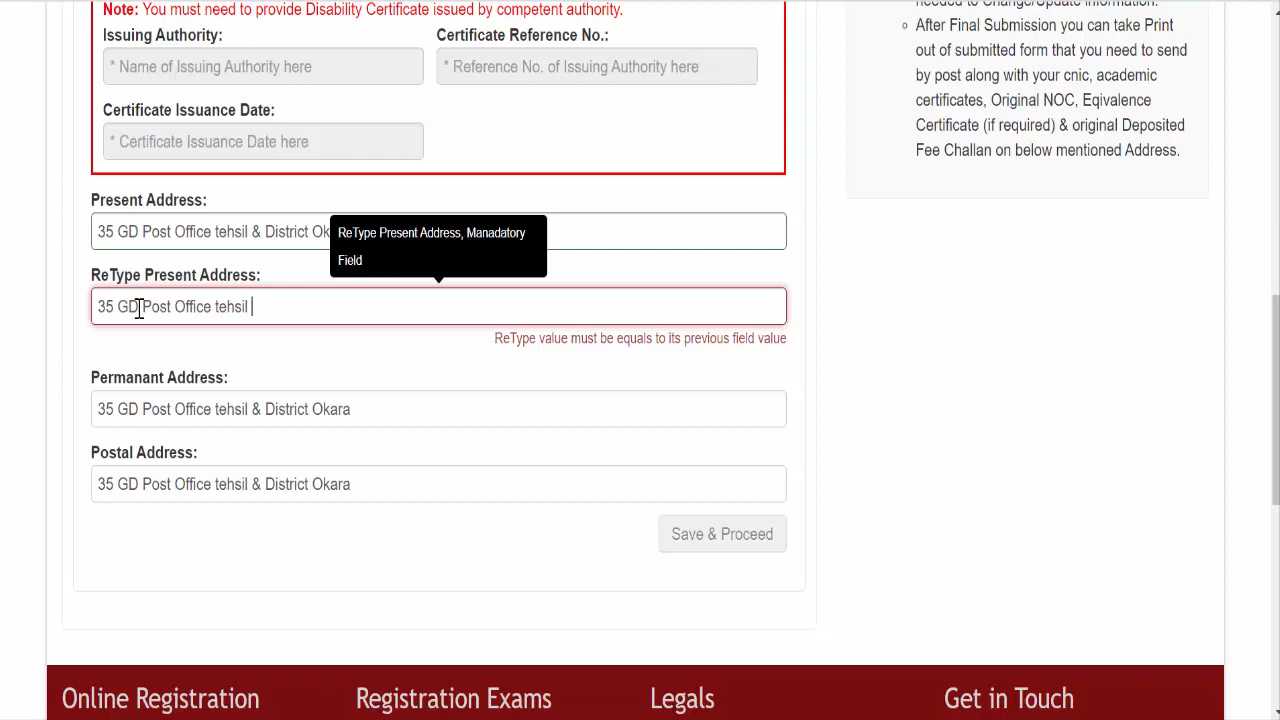 Note: You must need to provide Disability Certificate issued by competent authority.
Issuing Authority:
Certificate Reference No.:
* Name of Issuing Authority here
* Reference No. of Issuing Authority here
Certificate Issuance Date:
* Certificate Issuance Date here
Present Address:
35 GD Post Office tehsil & District Ok
ReType Present Address, Manadatory
Field
ReType Present Address:
35 GD Post Office tehsil
ReType value must be equals to its previous field value
Permanant Address:
35 GD Post Office tehsil & District Okara
Postal Address:
35 GD Post Office tehsil & District Okara
Save & Proceed
needed to Change/Update information.
After Final Submission you can take Print
out of submitted form that you need to send
by post along with your cnic, academic
certificates, Original NOC, Eqivalence
Certificate (if required) & original Deposited
Fee Challan on below mentioned Address.
Online Registration
Registration Exams
Legals
Get in Touch